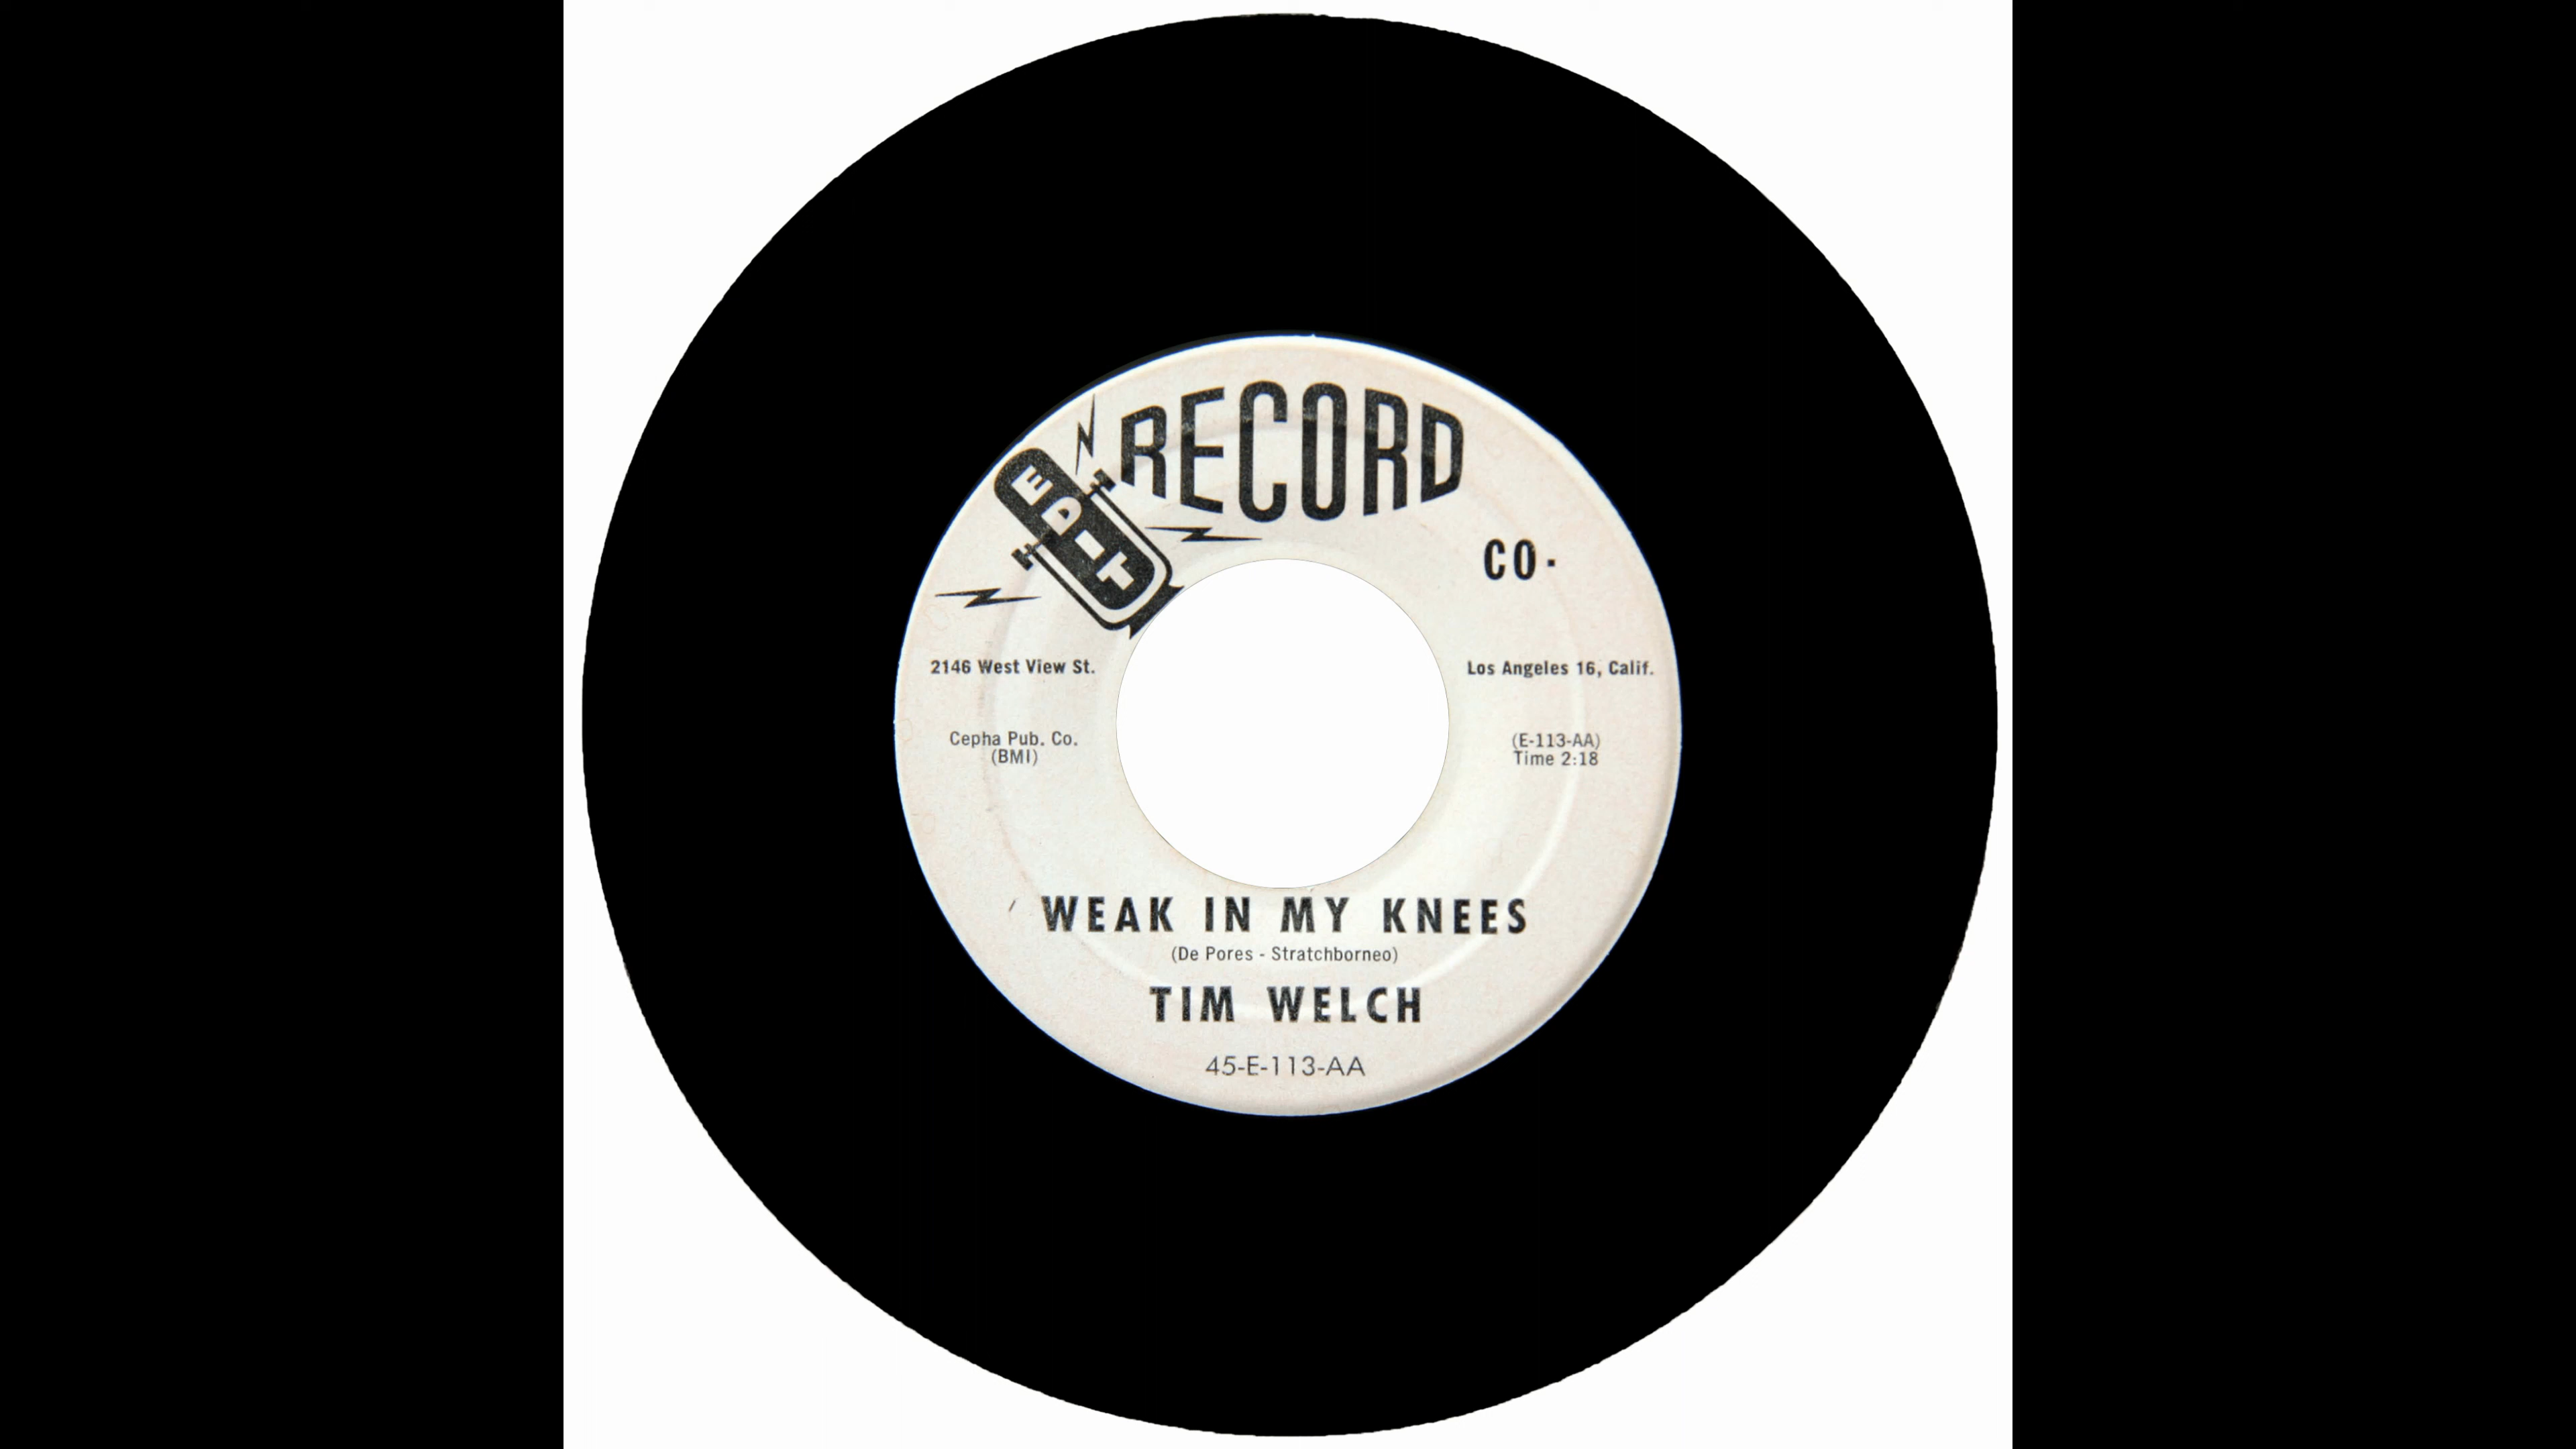 EDIT
RECORD
CO.
2146 West View St.
Los Angeles 16, Calif.
Cepha Pub. Co.
(BMI)
(E-113-AA)
Time 2:18
WEAK IN MY KNEES
(De Pores - Stratchborneo)
TIM WELCH
45-E-113-AA